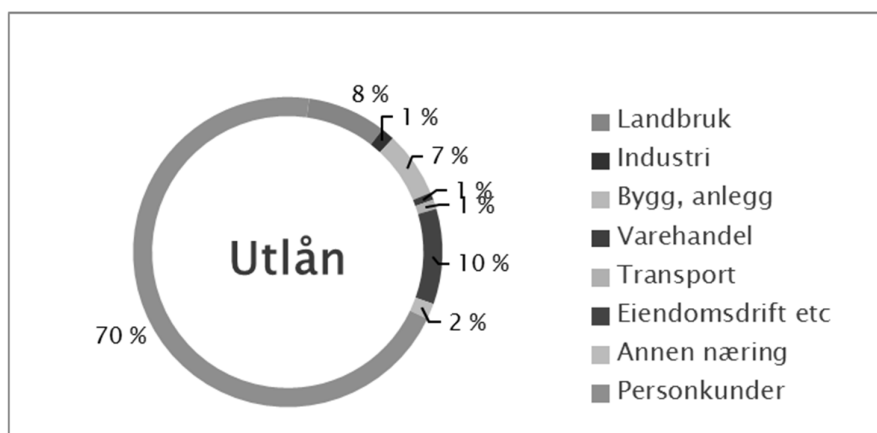 8 %
1 %
7 %
1 %
1 %
10 %
2 %
70 %
Utlån
Landbruk
Industri
Bygg, anlegg
Varehandel
Transport
Eiendomsdrift etc
Annen næring
Personkunder